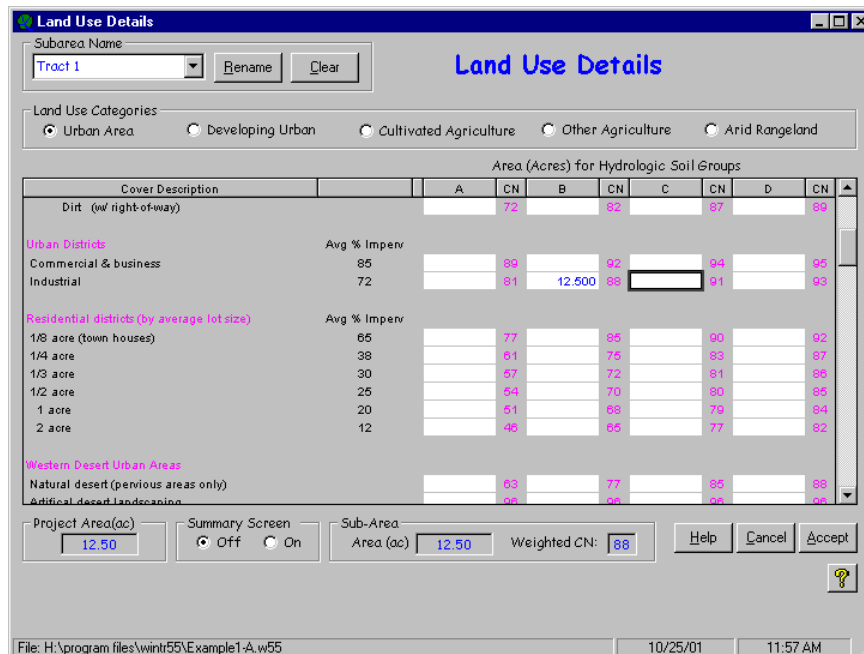 Land Use Details
Subarea Name
Tract 1
Rename
Clear
Land Use Details
Land Use Categories
Urban Area
Developing Urban
Cultivated Agriculture
Other Agriculture
Arid Rangeland
Area (Acres) for Hydrologic Soil Groups
Cover Description A CN B CN C CN D CN
Dirt (w/ right-of-way) 72 82 87 89
Urban Districts Avg % Imperv
Commercial & business 85 89 92 94 95
Industrial 72 81 12.500 88 91 93
Residential districts (by average lot size) Avg % Imperv
1/8 acre (town houses) 65 77 85 90 92
1/4 acre 38 61 75 83 87
1/3 acre 30 57 72 81 86
1/2 acre 25 54 70 80 85
1 acre 20 51 68 79 84
2 acre 12 46 65 77 82
Western Desert Urban Areas
Natural desert (pervious areas only) 63 77 85 88
Artifical desert landscaping 96 96 96 96
Project Area(ac)
12.50
Summary Screen
Off On
Sub-Area
Area (ac) 12.50 Weighted CN: 88
Help
Cancel
Accept
?
File: H:\program files\wintr55\Example1-A.w55 10/25/01 11:57 AM